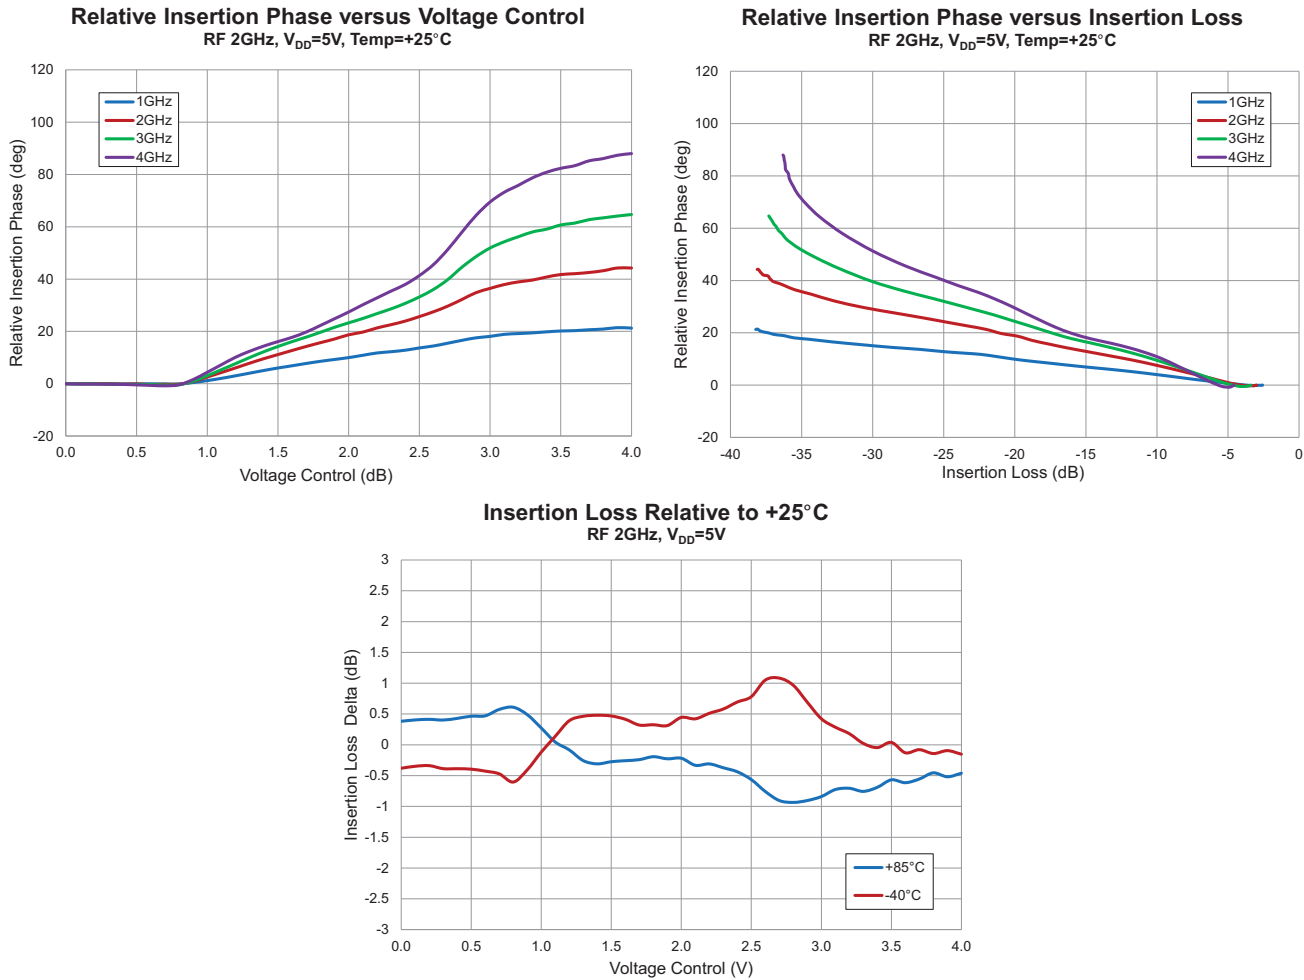 Relative Insertion Phase versus Voltage Control
RF 2GHz, VDD=5V, Temp=+25°C
120
100
80
60
40
20
0
-20
Relative Insertion Phase (deg)
1GHz
2GHz
3GHz
4GHz
0.0 0.5 1.0 1.5 2.0 2.5 3.0 3.5 4.0
Voltage Control (dB)
Relative Insertion Phase versus Insertion Loss
RF 2GHz, VDD=5V, Temp=+25°C
120
100
80
60
40
20
0
-20
Relative Insertion Phase (deg)
1GHz
2GHz
3GHz
4GHz
-40 -35 -30 -25 -20 -15 -10 -5 0
Insertion Loss (dB)
Insertion Loss Relative to +25°C
RF 2GHz, VDD=5V
3
2.5
2
1.5
1
0.5
0
-0.5
-1
-1.5
-2
-2.5
-3
Insertion Loss Delta (dB)
+85°C
-40°C
0.0 0.5 1.0 1.5 2.0 2.5 3.0 3.5 4.0
Voltage Control (V)